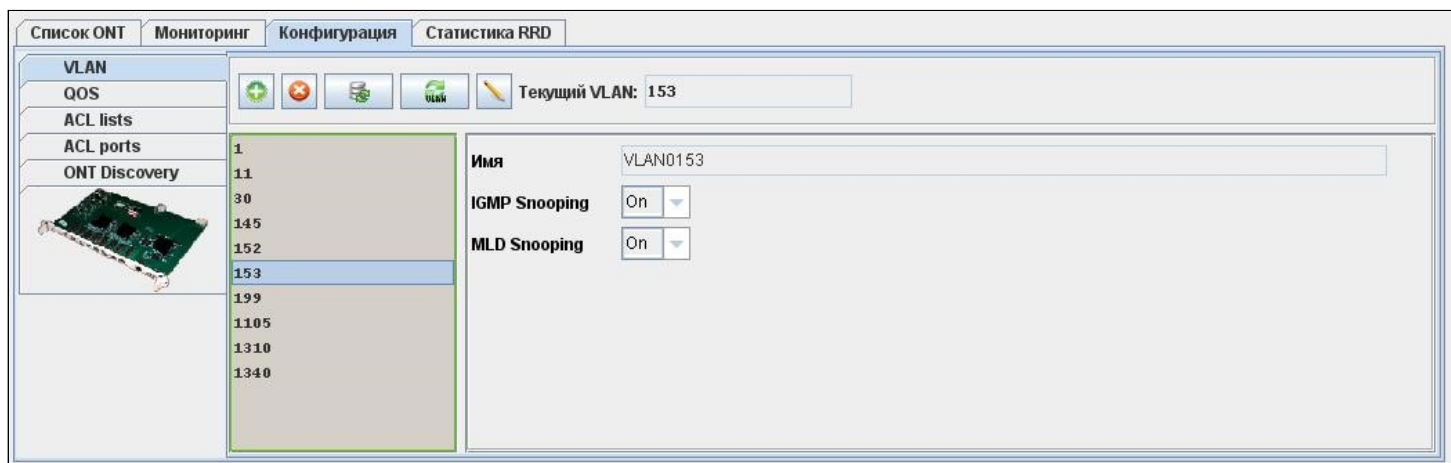 Список ONT
Мониторинг
Конфигурация
Статистика RRD
VLAN
QOS
ACL lists
ACL ports
ONT Discovery
VLAN
Текущий VLAN: 153
1
11
30
145
152
153
199
1105
1310
1340
Имя VLAN0153
IGMP Snooping On
MLD Snooping On